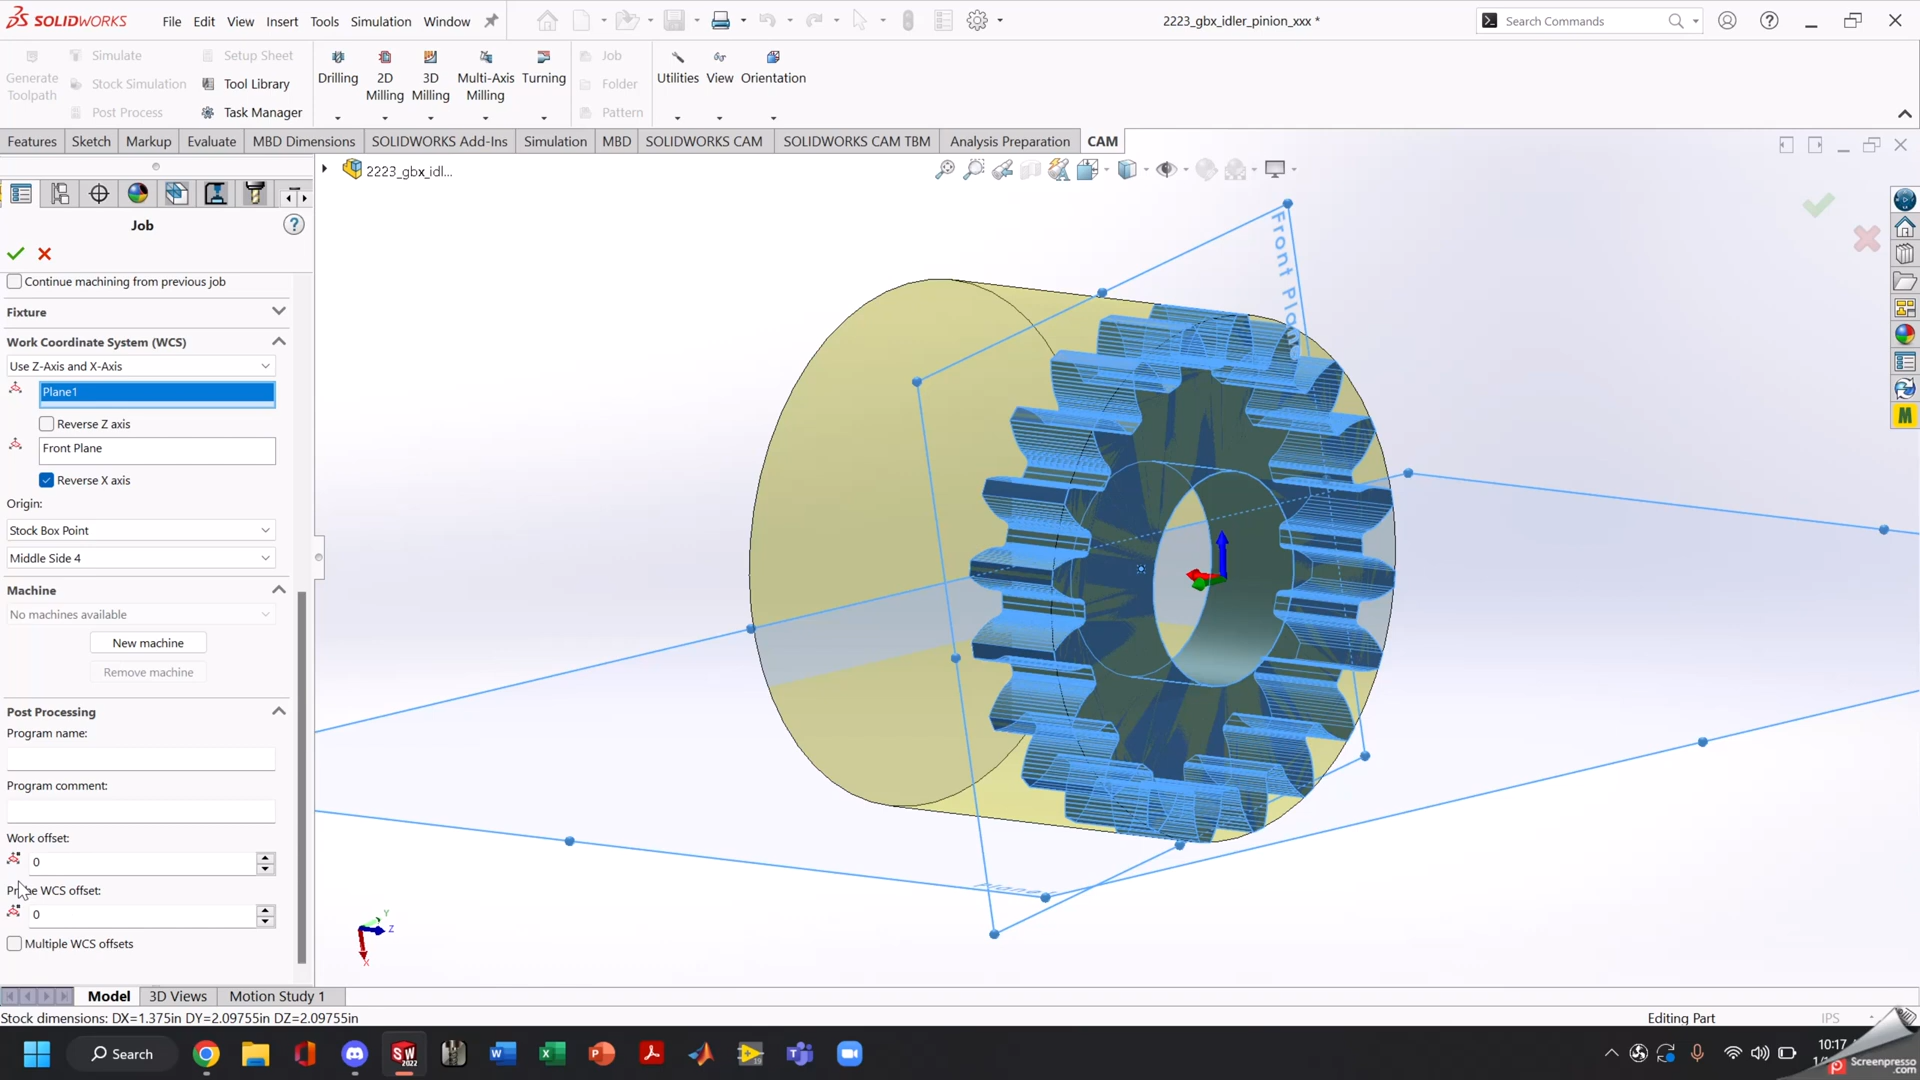 SOLIDWORKS
File Edit View Insert Tools Simulation Window
2223_gbx_idler_pinion_xxx *
Search Commands
Generate Toolpath
Simulate
Stock Simulation
Post Process
Setup Sheet
Tool Library
Task Manager
Drilling
2D Milling
3D Milling
Multi-Axis Milling
Turning
Job
Folder
Pattern
Utilities
View
Orientation
Features Sketch Markup Evaluate MBD Dimensions SOLIDWORKS Add-Ins Simulation MBD SOLIDWORKS CAM SOLIDWORKS CAM TBM Analysis Preparation CAM
2223_gbx_idl...
Job
Continue machining from previous job
Fixture
Work Coordinate System (WCS)
Use Z-Axis and X-Axis
Plane1
Reverse Z axis
Front Plane
Reverse X axis
Origin:
Stock Box Point
Middle Side 4
Machine
No machines available
New machine
Remove machine
Post Processing
Program name:
Program comment:
Work offset:
0
WCS offset:
0
Multiple WCS offsets
Front Plane
Y
Z
X
Model 3D Views Motion Study 1
Stock dimensions: DX=1.375in DY=2.09755in DZ=2.09755in
Editing Part
IPS
Search
SW
2022
10:17
Screenpresso
.com